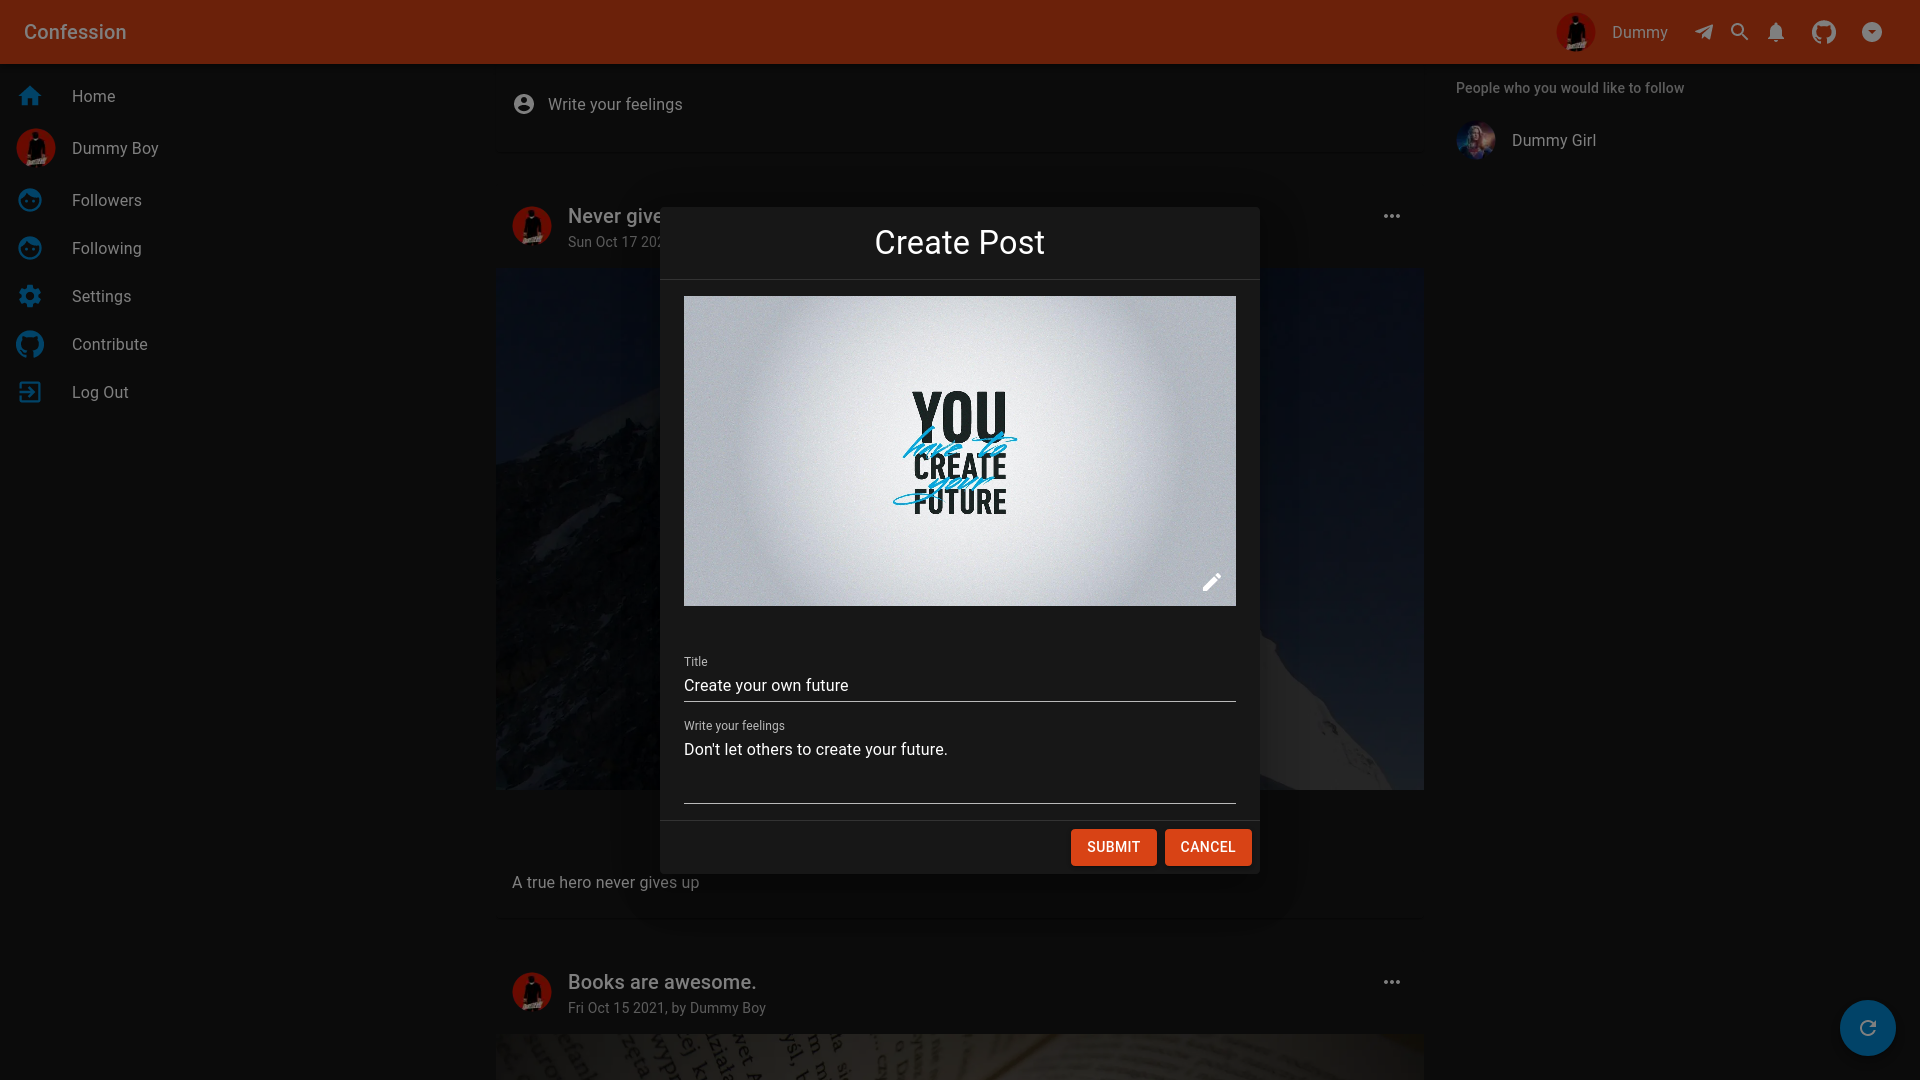 Confession
Dummy
Home
Dummy Boy
Followers
Following
Settings
Contribute
Log Out
Write your feelings
People who you would like to follow
Dummy Girl
Never give
Sun Oct 17 202
Create Post
YOU
have to
CREATE
your
FUTURE
Title
Create your own future
Write your feelings
Don't let others to create your future.
SUBMIT
CANCEL
A true hero never gives up
Books are awesome.
Fri Oct 15 2021, by Dummy Boy